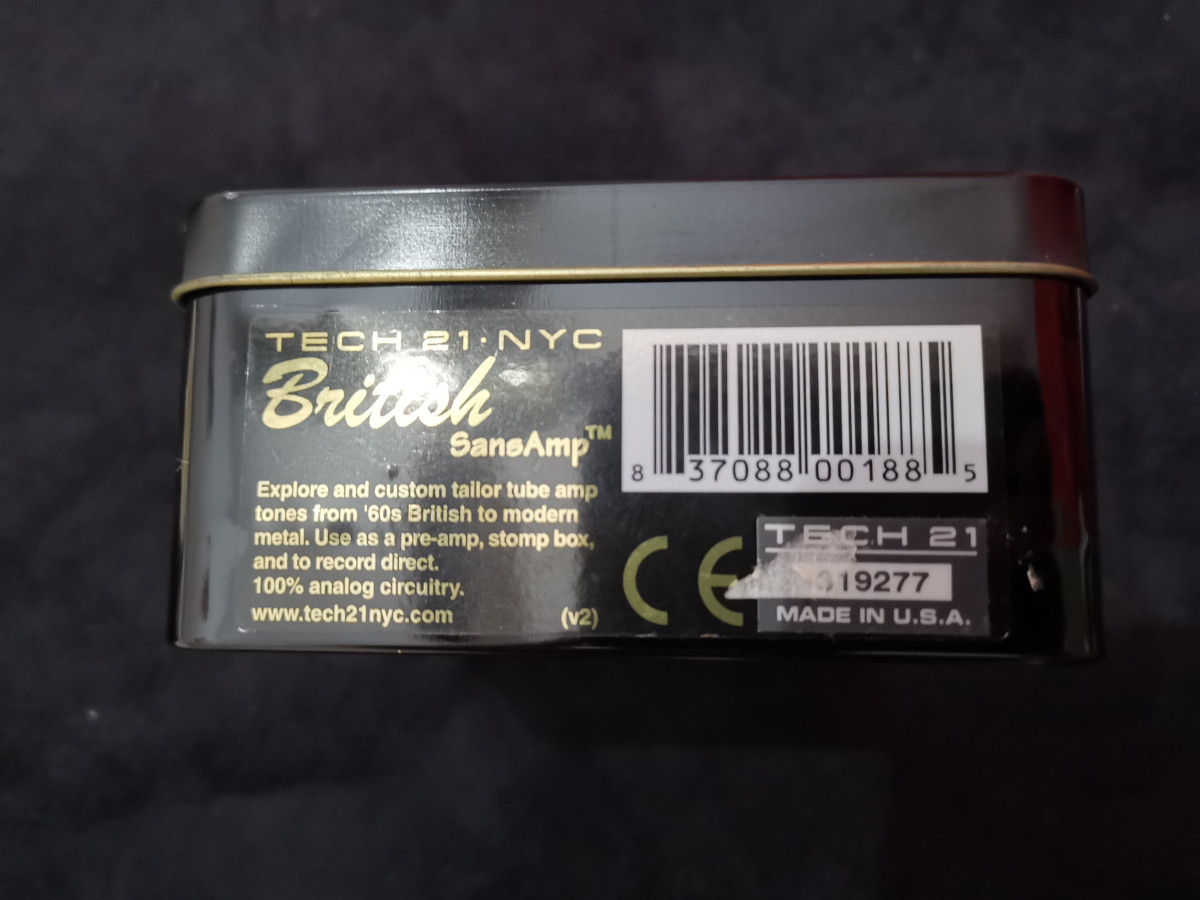 TECH 21·NYC
British
SansAmp™
Explore and custom tailor tube amp
tones from '60s British to modern
metal. Use as a pre-amp, stomp box,
and to record direct.
100% analog circuitry.
www.tech21nyc.com (v2)
8 37088 00188 5
CE
TECH 21
319277
MADE IN U.S.A.